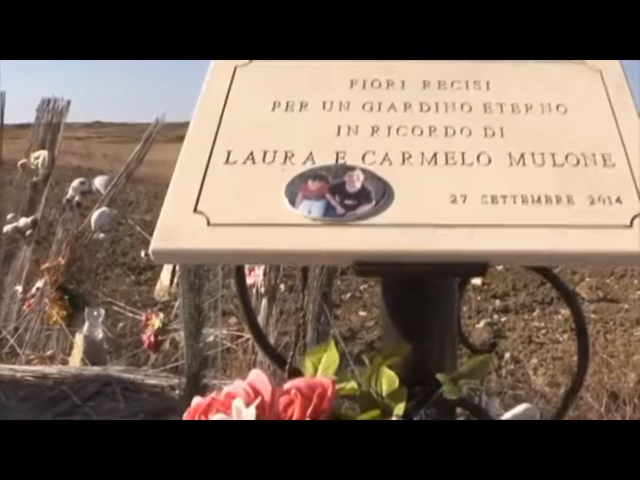 FIORI RECISI
PER UN GIARDINO ETERNO
IN RICORDO DI
LAURA E CARMELO MULONE
27 SETTEMBRE 2014